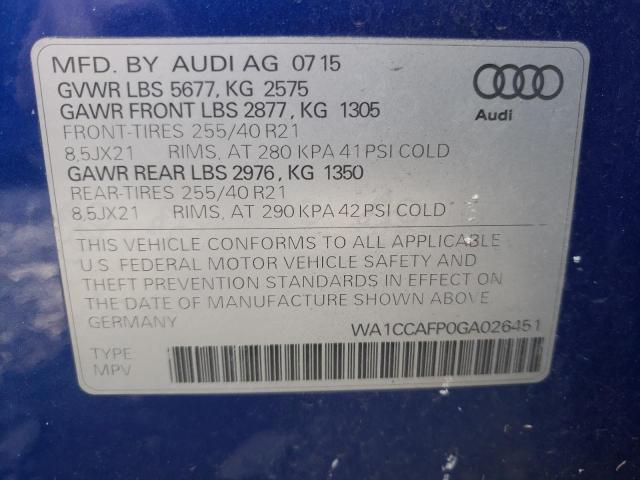 MFD. BY AUDI AG 07 15
GVWR LBS 5677, KG 2575
GAWR FRONT LBS 2877, KG 1305
FRONT-TIRES 255/40 R21
8,5JX21 RIMS, AT 280 KPA 41 PSI COLD
GAWR REAR LBS 2976, KG 1350
REAR-TIRES 255/40 R21
8,5JX21 RIMS, AT 290 KPA 42 PSI COLD
Audi
THIS VEHICLE CONFORMS TO ALL APPLICABLE
U.S. FEDERAL MOTOR VEHICLE SAFETY AND
THEFT PREVENTION STANDARDS IN EFFECT ON
THE DATE OF MANUFACTURE SHOWN ABOVE.
GERMANY WA1CCAFP0GA026451
TYPE
MPV